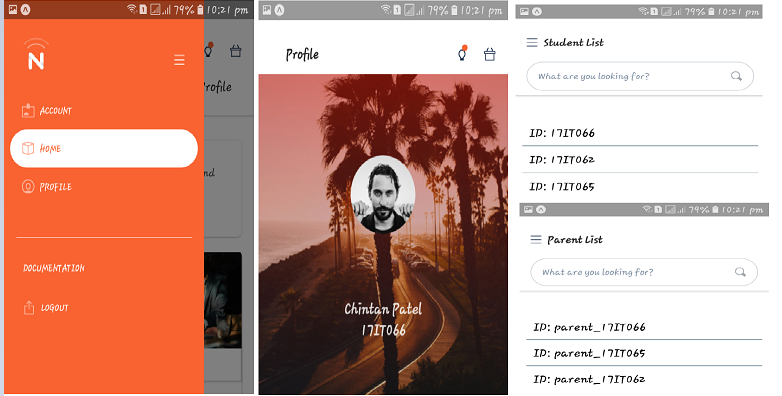 79% 10:21 pm
N
ACCOUNT
HOME
PROFILE
DOCUMENTATION
LOGOUT
rofile
nd
79% 10:21 pm
Profile
Chintan Patel
17IT066
79% 10:21 pm
Student List
What are you looking for?
ID: 17IT066
ID: 17IT062
ID: 17IT065
79% 10:21 pm
Parent List
What are you looking for?
ID: parent_17IT066
ID: parent_17IT065
ID: parent_17IT062